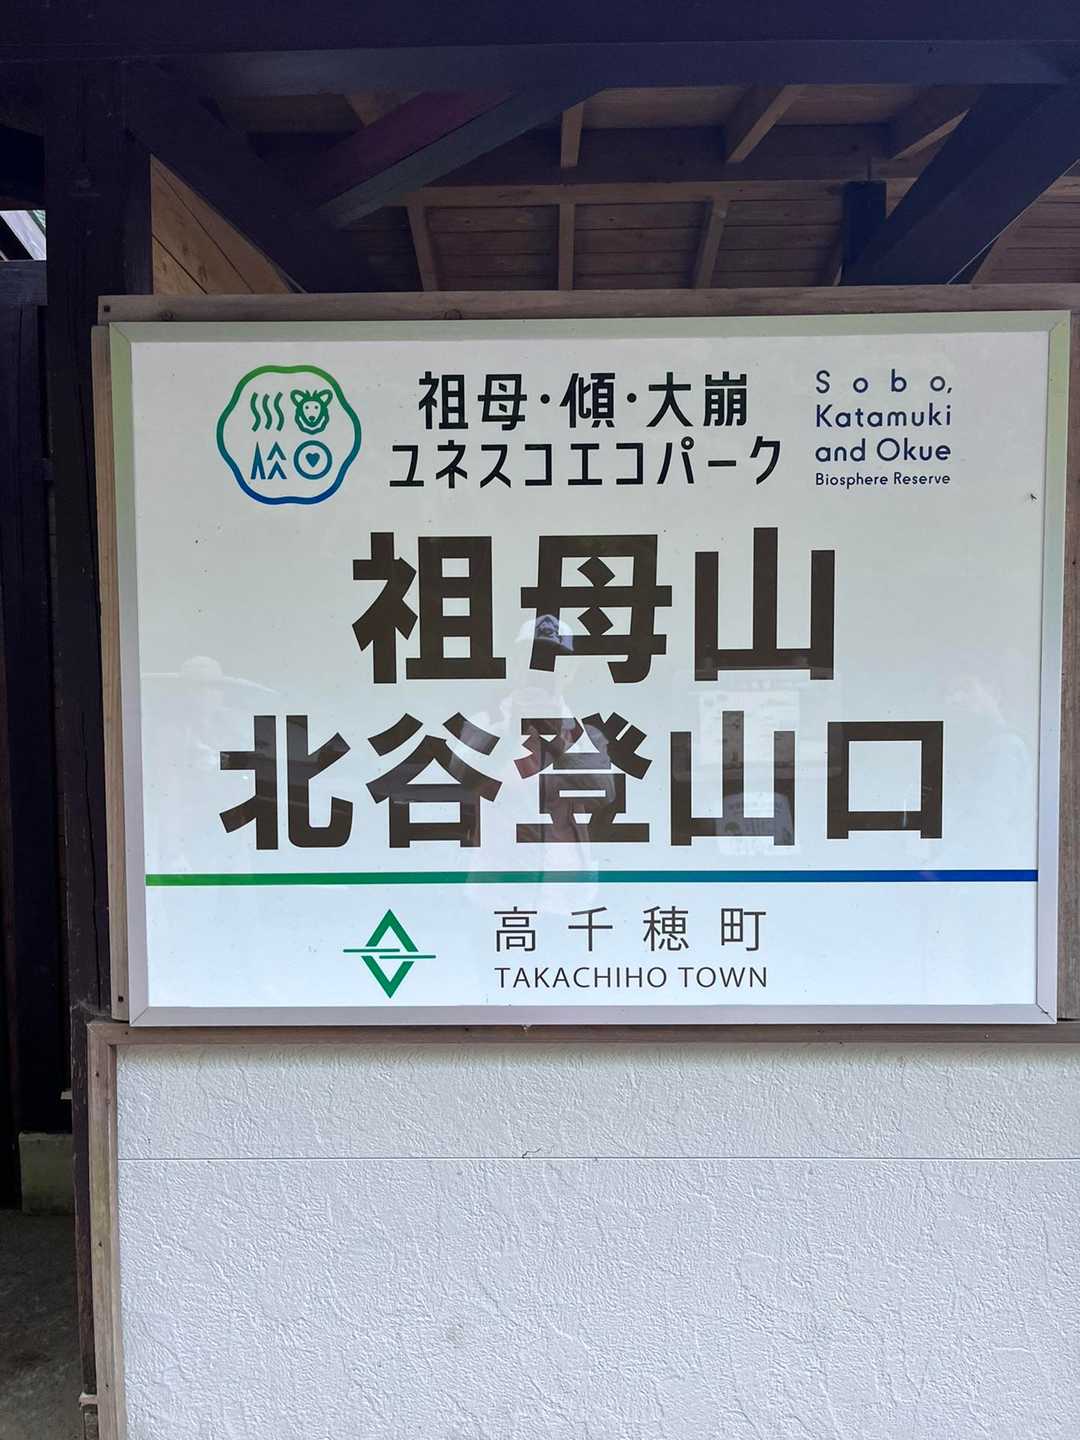 祖母・傾・大崩
ユネスコエコパーク
Sobo,
Katamuki
and Okue
Biosphere Reserve
祖母山
北谷登山口
高千穂町
TAKACHIHO TOWN